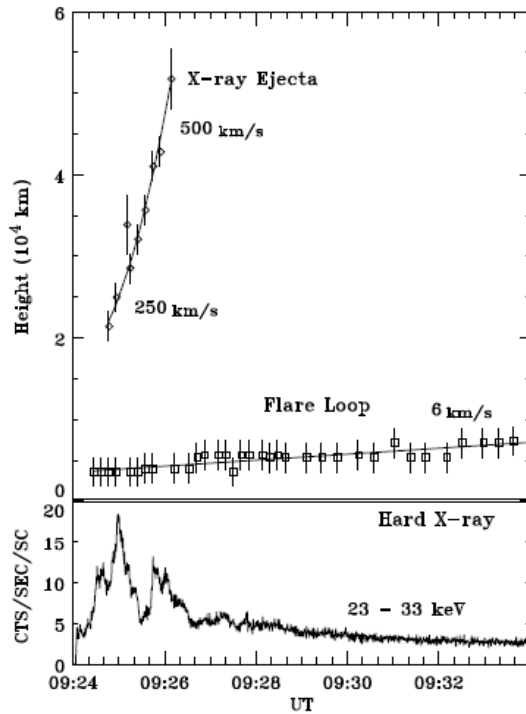 6
X-ray Ejecta
500 km/s
4
Height (10⁴ km)
250 km/s
2
Flare Loop
6 km/s
0
20
Hard X-ray
15
CTS/SEC/SC
10
23 - 33 keV
5
0
09:24 09:26 09:28 09:30 09:32
UT